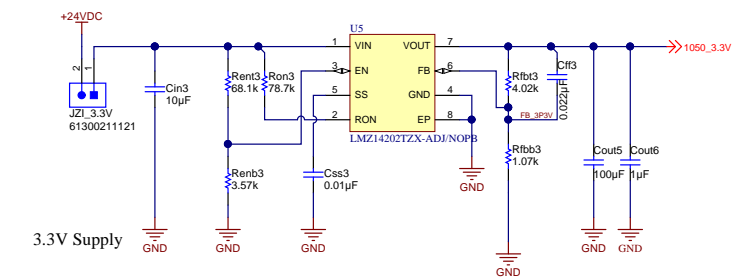 +24VDC
2
1
JZI_3.3V
61300211121
Cin3
10µF
Rent3
68.1k
Ron3
78.7k
Renb3
3.57k
Css3
0.01µF
U5
1
VIN
VOUT
7
3
EN
FB
6
5
SS
GND
4
2
RON
EP
8
LMZ14202TZX-ADJ/NOPB
Rfbt3
4.02k
Cff3
0.022µF
FB_3P3V
Rfbb3
1.07k
Cout5
100µF
Cout6
1µF
1050_3.3V
GND
GND
GND
GND
GND
GND
GND
3.3V Supply